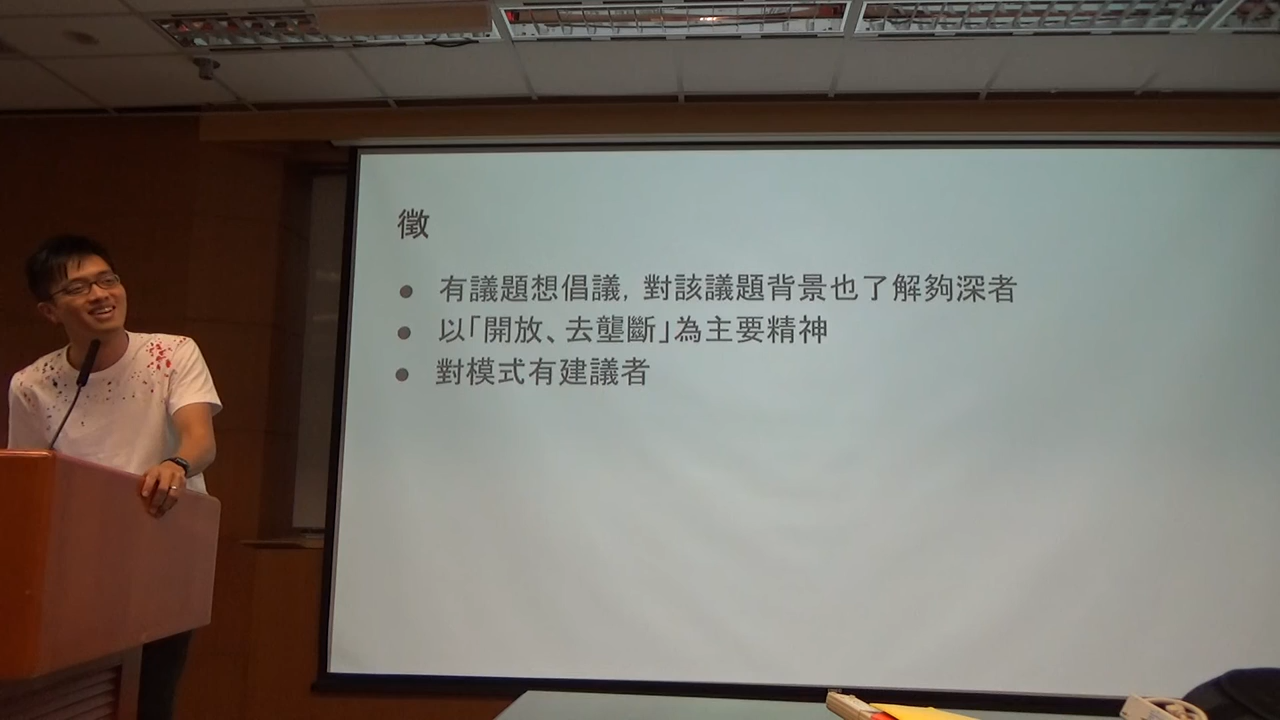 徵
● 有議題想倡議，對該議題背景也了解夠深者
● 以「開放、去壟斷」為主要精神
● 對模式有建議者